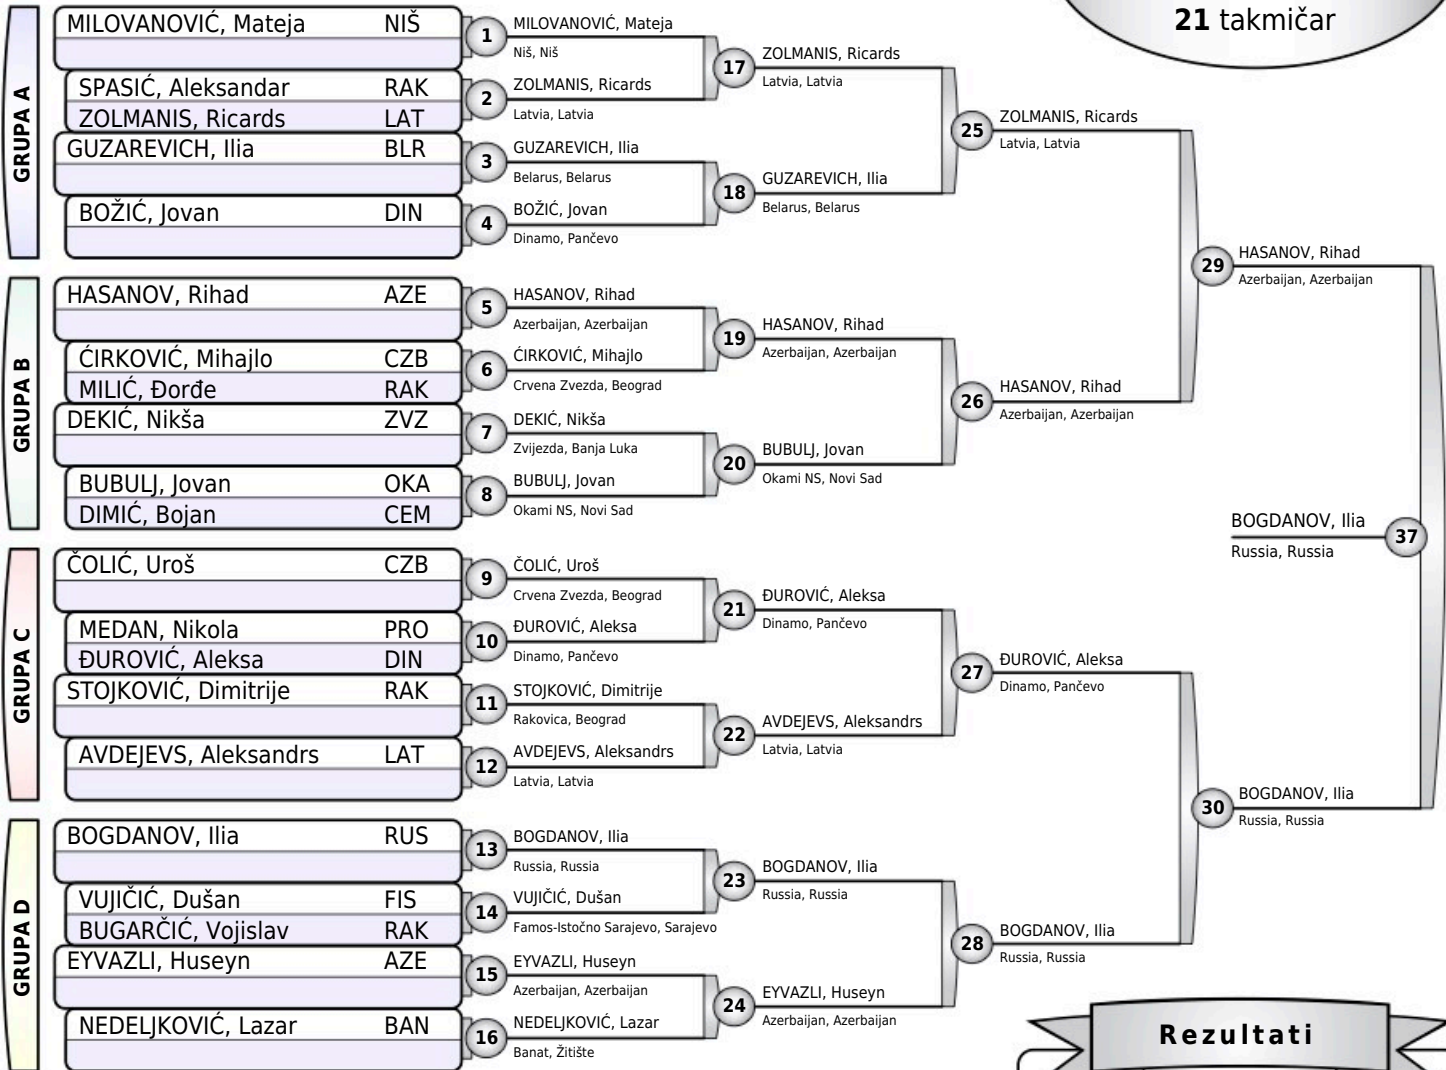 21 takmičar
GRUPA A
MILOVANOVIĆ, Mateja NIŠ
SPASIĆ, Aleksandar RAK
ZOLMANIS, Ricards LAT
GUZAREVICH, Ilia BLR
BOŽIĆ, Jovan DIN
1
MILOVANOVIĆ, Mateja
Niš, Niš
2
ZOLMANIS, Ricards
Latvia, Latvia
3
GUZAREVICH, Ilia
Belarus, Belarus
4
BOŽIĆ, Jovan
Dinamo, Pančevo
17
ZOLMANIS, Ricards
Latvia, Latvia
18
GUZAREVICH, Ilia
Belarus, Belarus
25
ZOLMANIS, Ricards
Latvia, Latvia
GRUPA B
HASANOV, Rihad AZE
ĆIRKOVIĆ, Mihajlo CZB
MILIĆ, Đorđe RAK
DEKIĆ, Nikša ZVZ
BUBULJ, Jovan OKA
DIMIĆ, Bojan CEM
5
HASANOV, Rihad
Azerbaijan, Azerbaijan
6
ĆIRKOVIĆ, Mihajlo
Crvena Zvezda, Beograd
7
DEKIĆ, Nikša
Zvijezda, Banja Luka
8
BUBULJ, Jovan
Okami NS, Novi Sad
19
HASANOV, Rihad
Azerbaijan, Azerbaijan
20
BUBULJ, Jovan
Okami NS, Novi Sad
26
HASANOV, Rihad
Azerbaijan, Azerbaijan
29
HASANOV, Rihad
Azerbaijan, Azerbaijan
GRUPA C
ČOLIĆ, Uroš CZB
MEDAN, Nikola PRO
ĐUROVIĆ, Aleksa DIN
STOJKOVIĆ, Dimitrije RAK
AVDEJEVS, Aleksandrs LAT
9
ČOLIĆ, Uroš
Crvena Zvezda, Beograd
10
ĐUROVIĆ, Aleksa
Dinamo, Pančevo
11
STOJKOVIĆ, Dimitrije
Rakovica, Beograd
12
AVDEJEVS, Aleksandrs
Latvia, Latvia
21
ĐUROVIĆ, Aleksa
Dinamo, Pančevo
22
AVDEJEVS, Aleksandrs
Latvia, Latvia
27
ĐUROVIĆ, Aleksa
Dinamo, Pančevo
GRUPA D
BOGDANOV, Ilia RUS
VUJIČIĆ, Dušan FIS
BUGARČIĆ, Vojislav RAK
EYVAZLI, Huseyn AZE
NEDELJKOVIĆ, Lazar BAN
13
BOGDANOV, Ilia
Russia, Russia
14
VUJIČIĆ, Dušan
Famos-Istočno Sarajevo, Sarajevo
15
EYVAZLI, Huseyn
Azerbaijan, Azerbaijan
16
NEDELJKOVIĆ, Lazar
Banat, Žitište
23
BOGDANOV, Ilia
Russia, Russia
24
EYVAZLI, Huseyn
Azerbaijan, Azerbaijan
28
BOGDANOV, Ilia
Russia, Russia
30
BOGDANOV, Ilia
Russia, Russia
BOGDANOV, Ilia
Russia, Russia
37
Rezultati